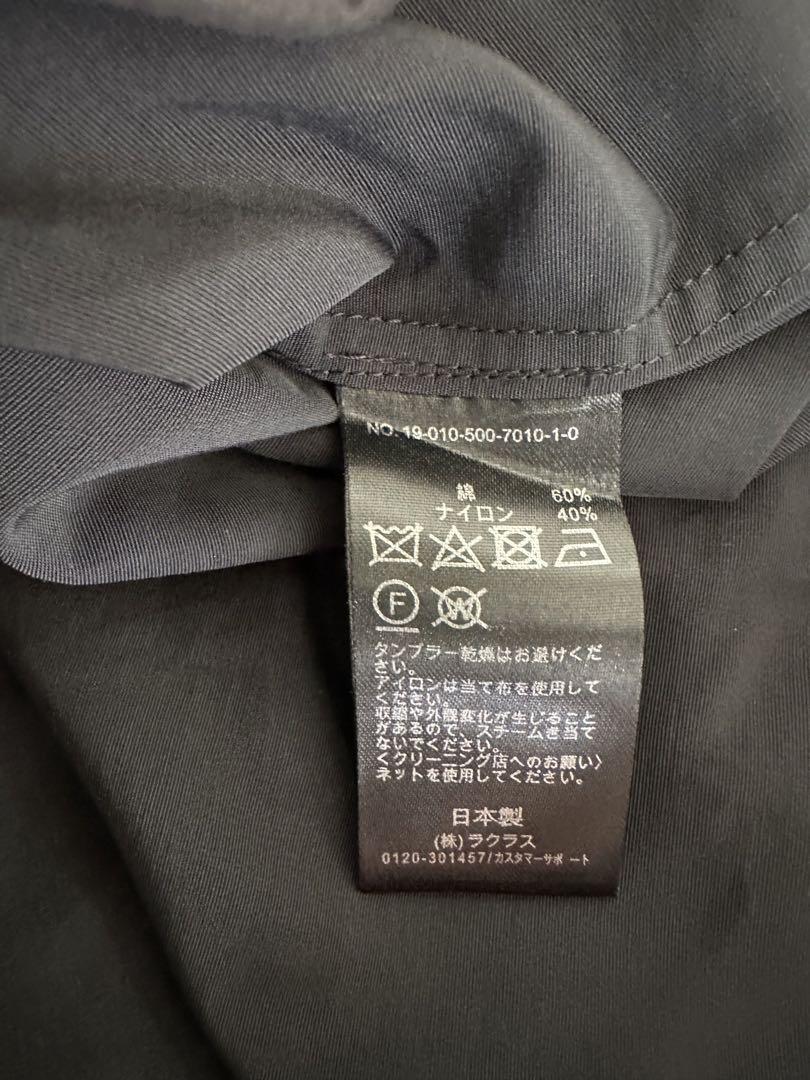 NO. 19-010-500-7010-1-0
綿 60%
ナイロン 40%
F W
タンブラー乾燥はお避けくだ
さい。
アイロンは当て布を使用して
ください。
収縮や外観変化が生じること
があるので、スチームを当て
ないでください。
〈クリーニング店へのお願い〉
ネットを使用してください。
日本製
(株)ラクラス
0120-301457/カスタマーサポート